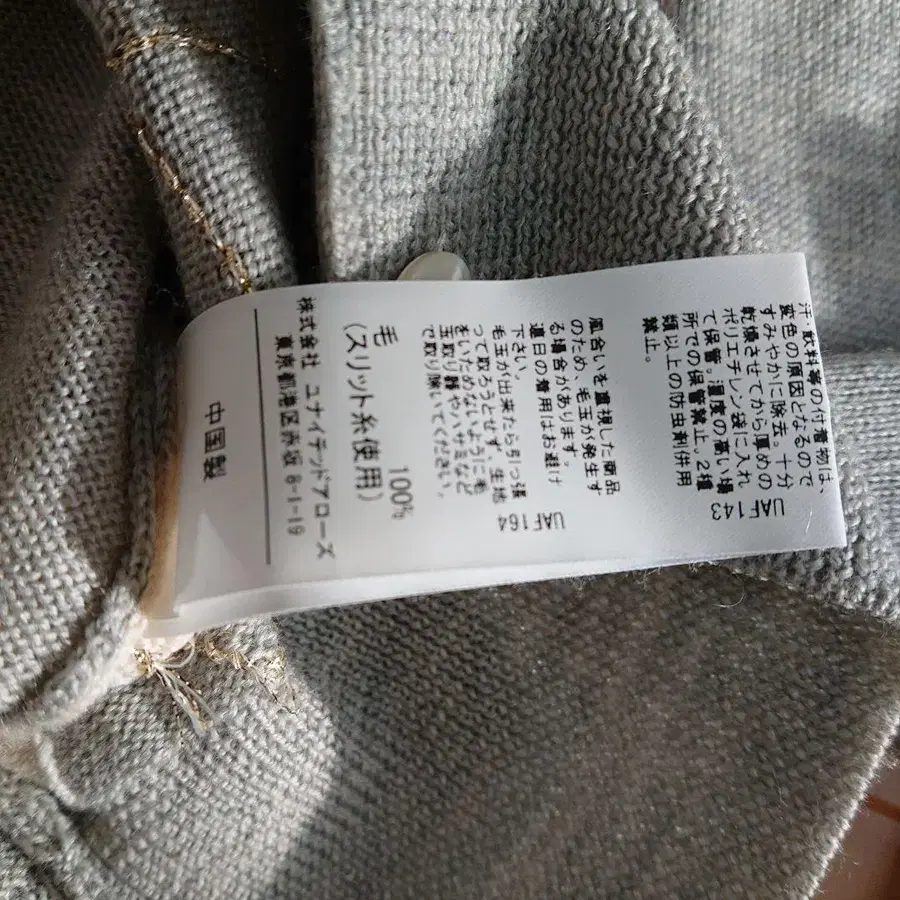 汗・飲料等の付着物は、
変色の原因となるので
すみやかに除去。十分
乾燥させてから厚めの
ポリエチレン袋に入れ
て保管。湿度の高い場
所での保管禁止。2種
類以上の防虫剤併用
禁止。
UAF143
風合いを重視した商品
のため、毛玉が発生す
る場合があります。
連日の着用はお避け
下さい
毛玉が出来たら引っ張
って取ろうとせず、生地
をいためないように毛
玉取り器やハサミなど
で取り除いてください。
UAF164
毛 100%
(スリット糸使用)
株式会社 ユナイテッドアローズ
東京都港区赤坂 8-1-19
中国製